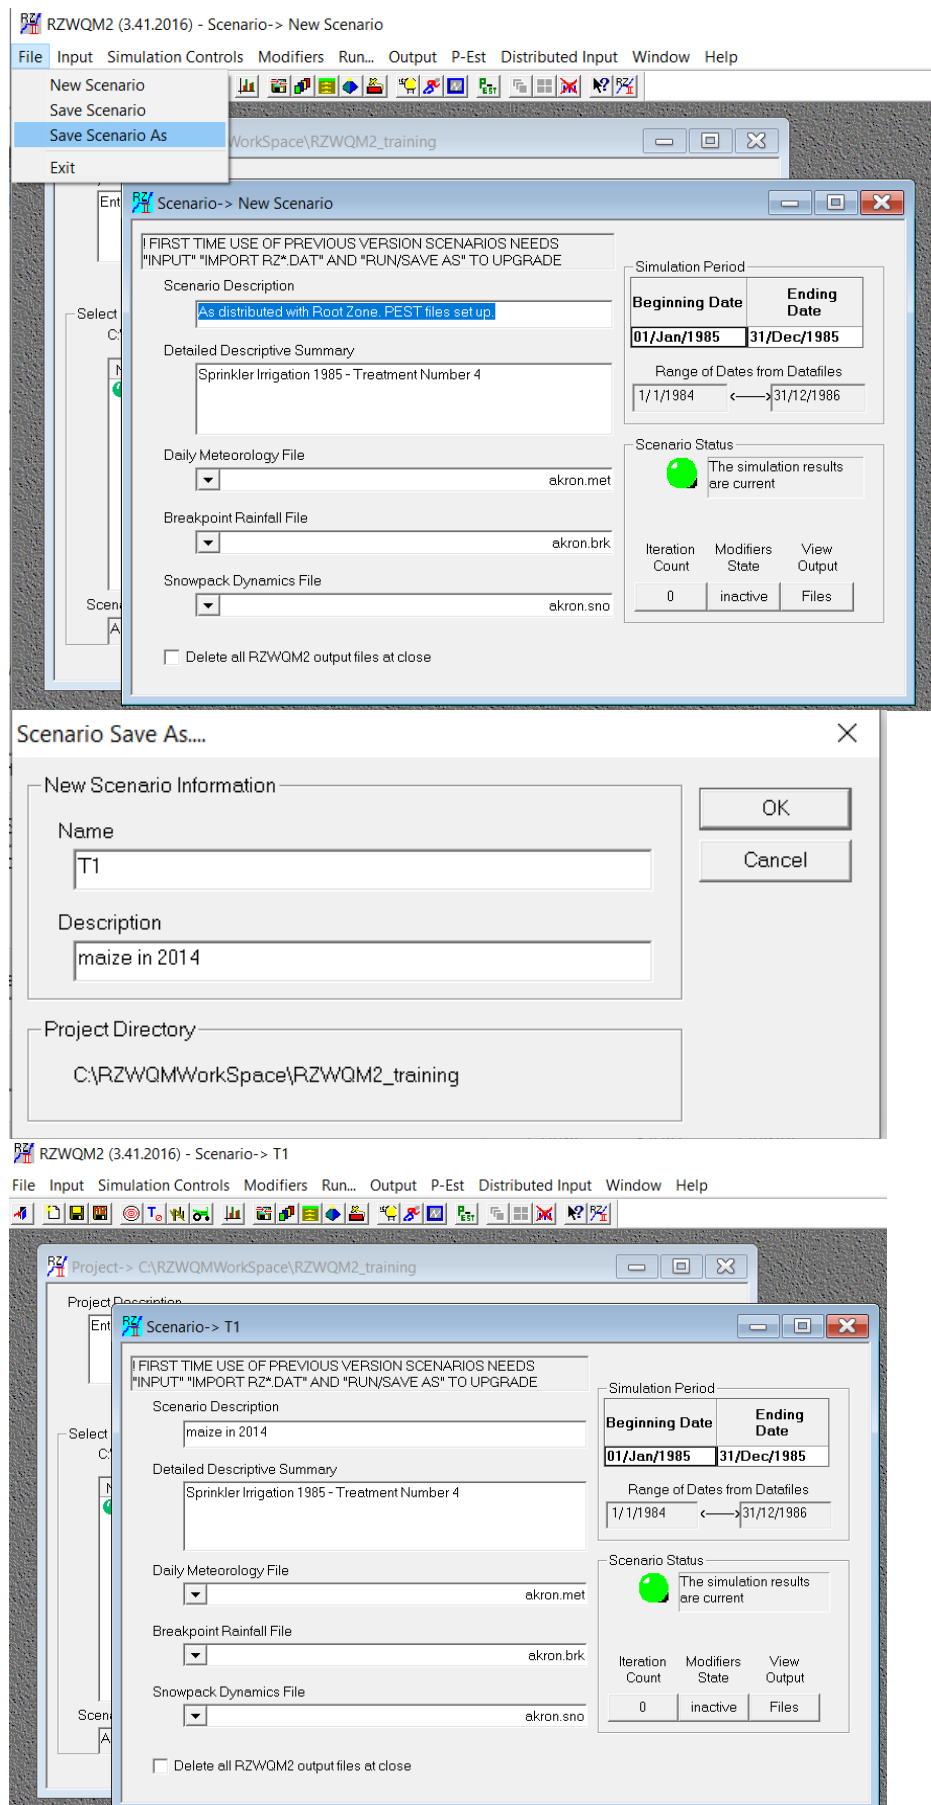 RZWQM2 (3.41.2016) - Scenario-> New Scenario
File Input Simulation Controls Modifiers Run... Output P-Est Distributed Input Window Help
New Scenario
Save Scenario
Save Scenario As
Exit
WorkSpace\RZWQM2_training
Ent
Scenario-> New Scenario
! FIRST TIME USE OF PREVIOUS VERSION SCENARIOS NEEDS
"INPUT" "IMPORT RZ*.DAT" AND "RUN/SAVE AS" TO UPGRADE
Scenario Description
As distributed with Root Zone. PEST files set up.
Detailed Descriptive Summary
Sprinkler Irrigation 1985 - Treatment Number 4
Daily Meteorology File
akron.met
Breakpoint Rainfall File
akron.brk
Snowpack Dynamics File
akron.sno
Delete all RZWQM2 output files at close
Simulation Period
Beginning Date
Ending
Date
01/Jan/1985 31/Dec/1985
Range of Dates from Datafiles
1/1/1984 <---> 31/12/1986
Scenario Status
The simulation results
are current
Iteration Modifiers View
Count State Output
0 inactive Files
Select
C:
Scen
A
Scenario Save As....
New Scenario Information
Name
T1
Description
maize in 2014
OK
Cancel
Project Directory
C:\RZWQMWorkSpace\RZWQM2_training
RZWQM2 (3.41.2016) - Scenario-> T1
File Input Simulation Controls Modifiers Run... Output P-Est Distributed Input Window Help
Project-> C:\RZWQMWorkSpace\RZWQM2_training
Project Description
Ent
Scenario-> T1
! FIRST TIME USE OF PREVIOUS VERSION SCENARIOS NEEDS
"INPUT" "IMPORT RZ*.DAT" AND "RUN/SAVE AS" TO UPGRADE
Scenario Description
maize in 2014
Detailed Descriptive Summary
Sprinkler Irrigation 1985 - Treatment Number 4
Daily Meteorology File
akron.met
Breakpoint Rainfall File
akron.brk
Snowpack Dynamics File
akron.sno
Delete all RZWQM2 output files at close
Simulation Period
Beginning Date
Ending
Date
01/Jan/1985 31/Dec/1985
Range of Dates from Datafiles
1/1/1984 <---> 31/12/1986
Scenario Status
The simulation results
are current
Iteration Modifiers View
Count State Output
0 inactive Files
Select
C:
Scen
A